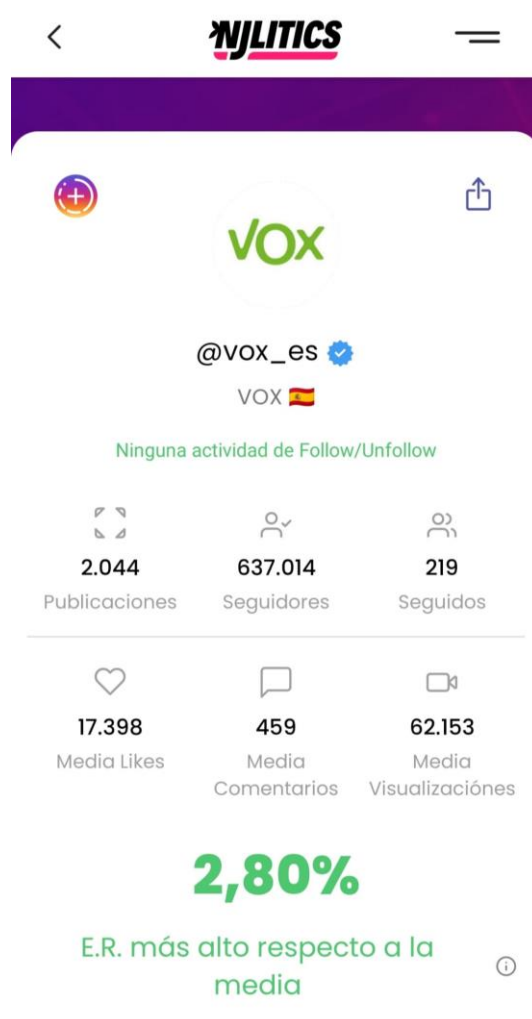 NJLITICS
VOX
@vox_es
VOX 🇪🇸
Ninguna actividad de Follow/Unfollow
2.044 637.014 219
Publicaciones Seguidores Seguidos
17.398 459 62.153
Media Likes Media Media
Comentarios Visualizaciónes
2,80%
E.R. más alto respecto a la
media